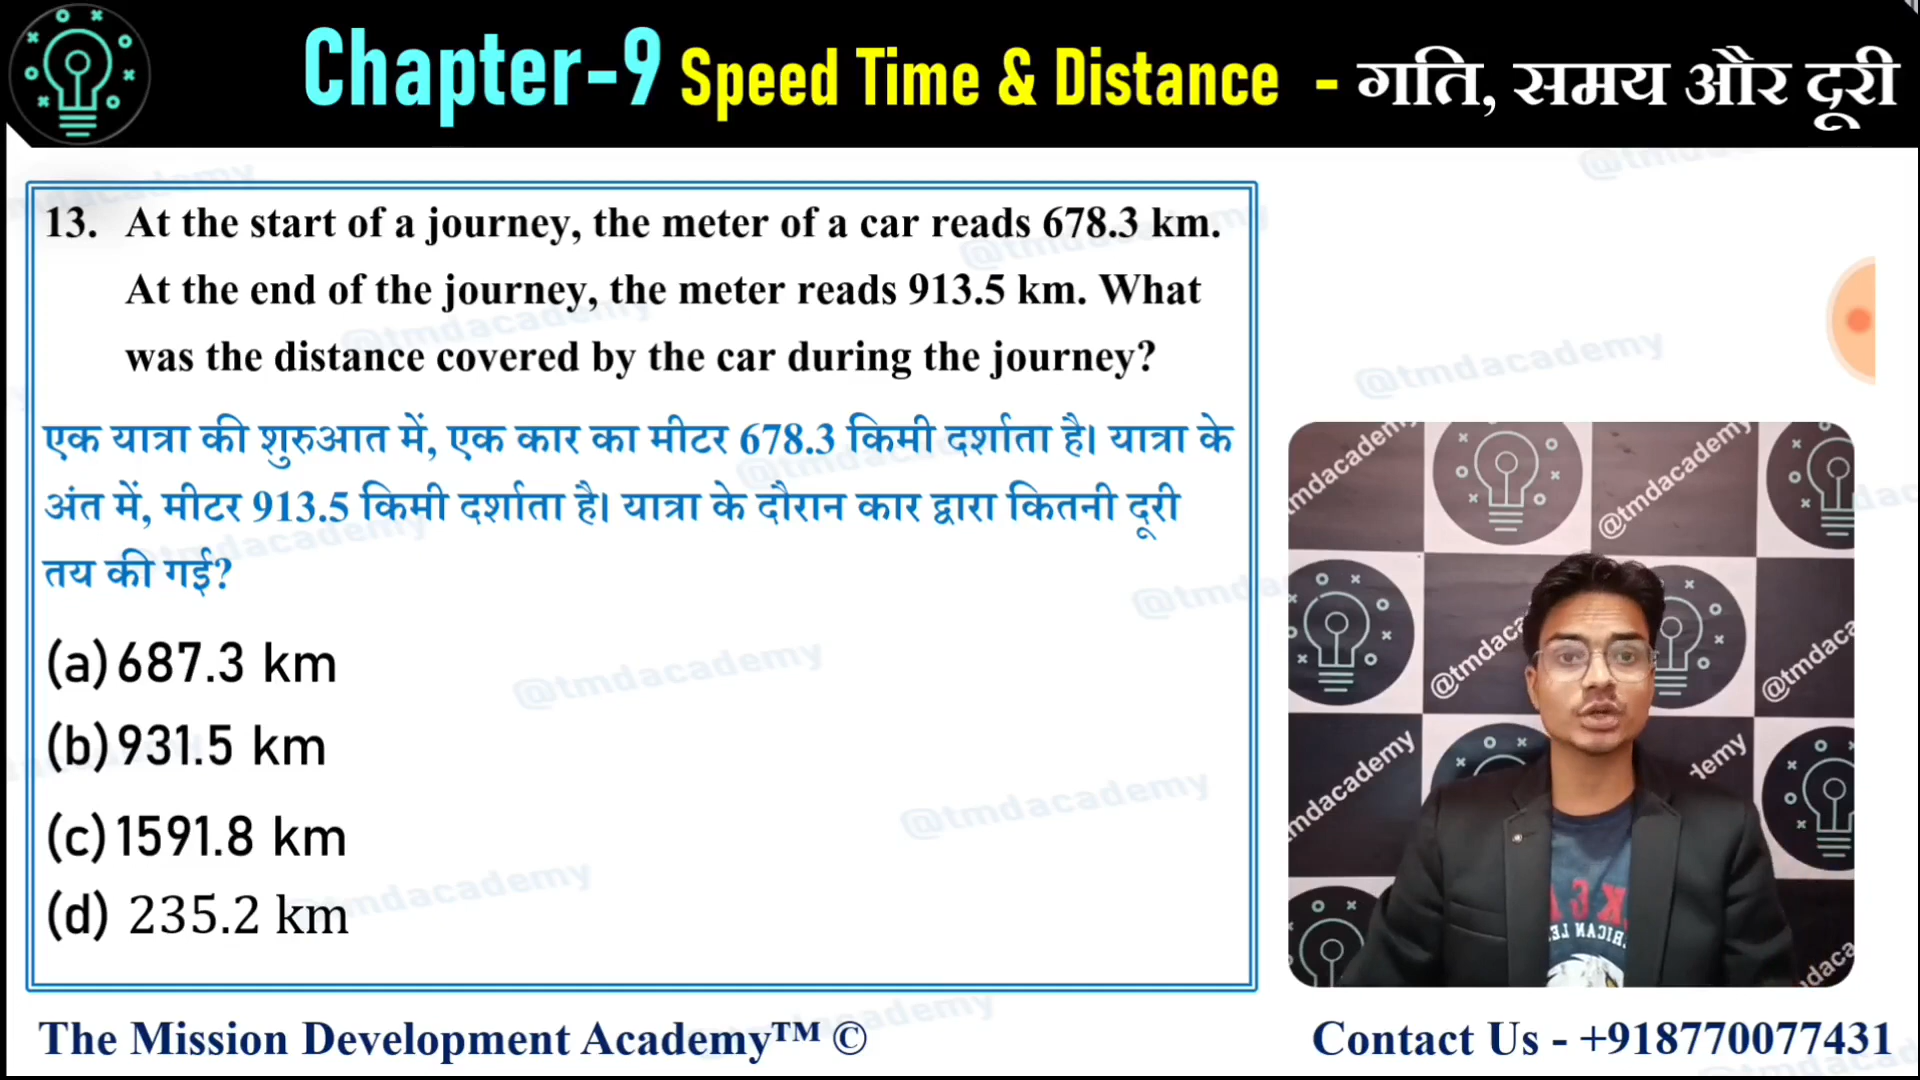 Chapter-9 Speed Time & Distance - गति, समय और दूरी
13. At the start of a journey, the meter of a car reads 678.3 km.
At the end of the journey, the meter reads 913.5 km. What
was the distance covered by the car during the journey?
एक यात्रा की शुरुआत में, एक कार का मीटर 678.3 किमी दर्शाता है। यात्रा के
अंत में, मीटर 913.5 किमी दर्शाता है। यात्रा के दौरान कार द्वारा कितनी दूरी
तय की गई?
(a) 687.3 km
(b) 931.5 km
(c) 1591.8 km
(d) 235.2 km
@tmdacademy
@tmdacademy
@tmdacademy
@tmdacademy
The Mission Development Academy™ ©
Contact Us - +918770077431